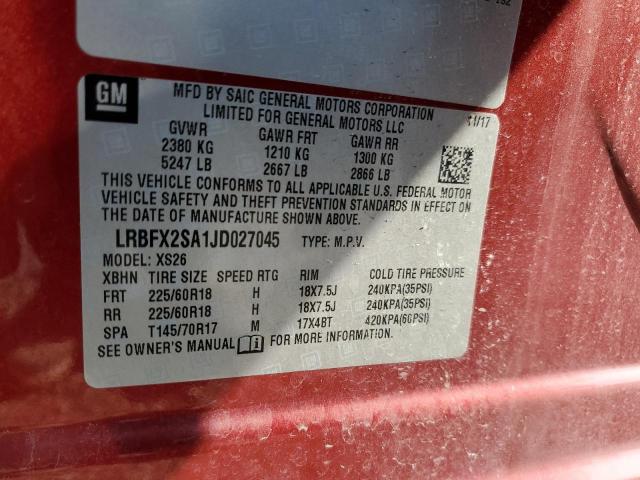 GM
MFD BY SAIC GENERAL MOTORS CORPORATION
LIMITED FOR GENERAL MOTORS LLC
11/17
GVWR GAWR FRT GAWR RR
2380 KG 1210 KG 1300 KG
5247 LB 2667 LB 2866 LB
THIS VEHICLE CONFORMS TO ALL APPLICABLE U.S. FEDERAL MOTOR
VEHICLE SAFETY AND THEFT PREVENTION STANDARDS IN EFFECT ON
THE DATE OF MANUFACTURE SHOWN ABOVE.
LRBFX2SA1JD027045 TYPE: M.P.V.
MODEL: XS26
XBHN TIRE SIZE SPEED RTG RIM COLD TIRE PRESSURE
FRT 225/60R18 H 18X7.5J 240KPA(35PSI)
RR 225/60R18 H 18X7.5J 240KPA(35PSI)
SPA T145/70R17 M 17X4BT 420KPA(60PSI)
SEE OWNER'S MANUAL i FOR MORE INFORMATION.